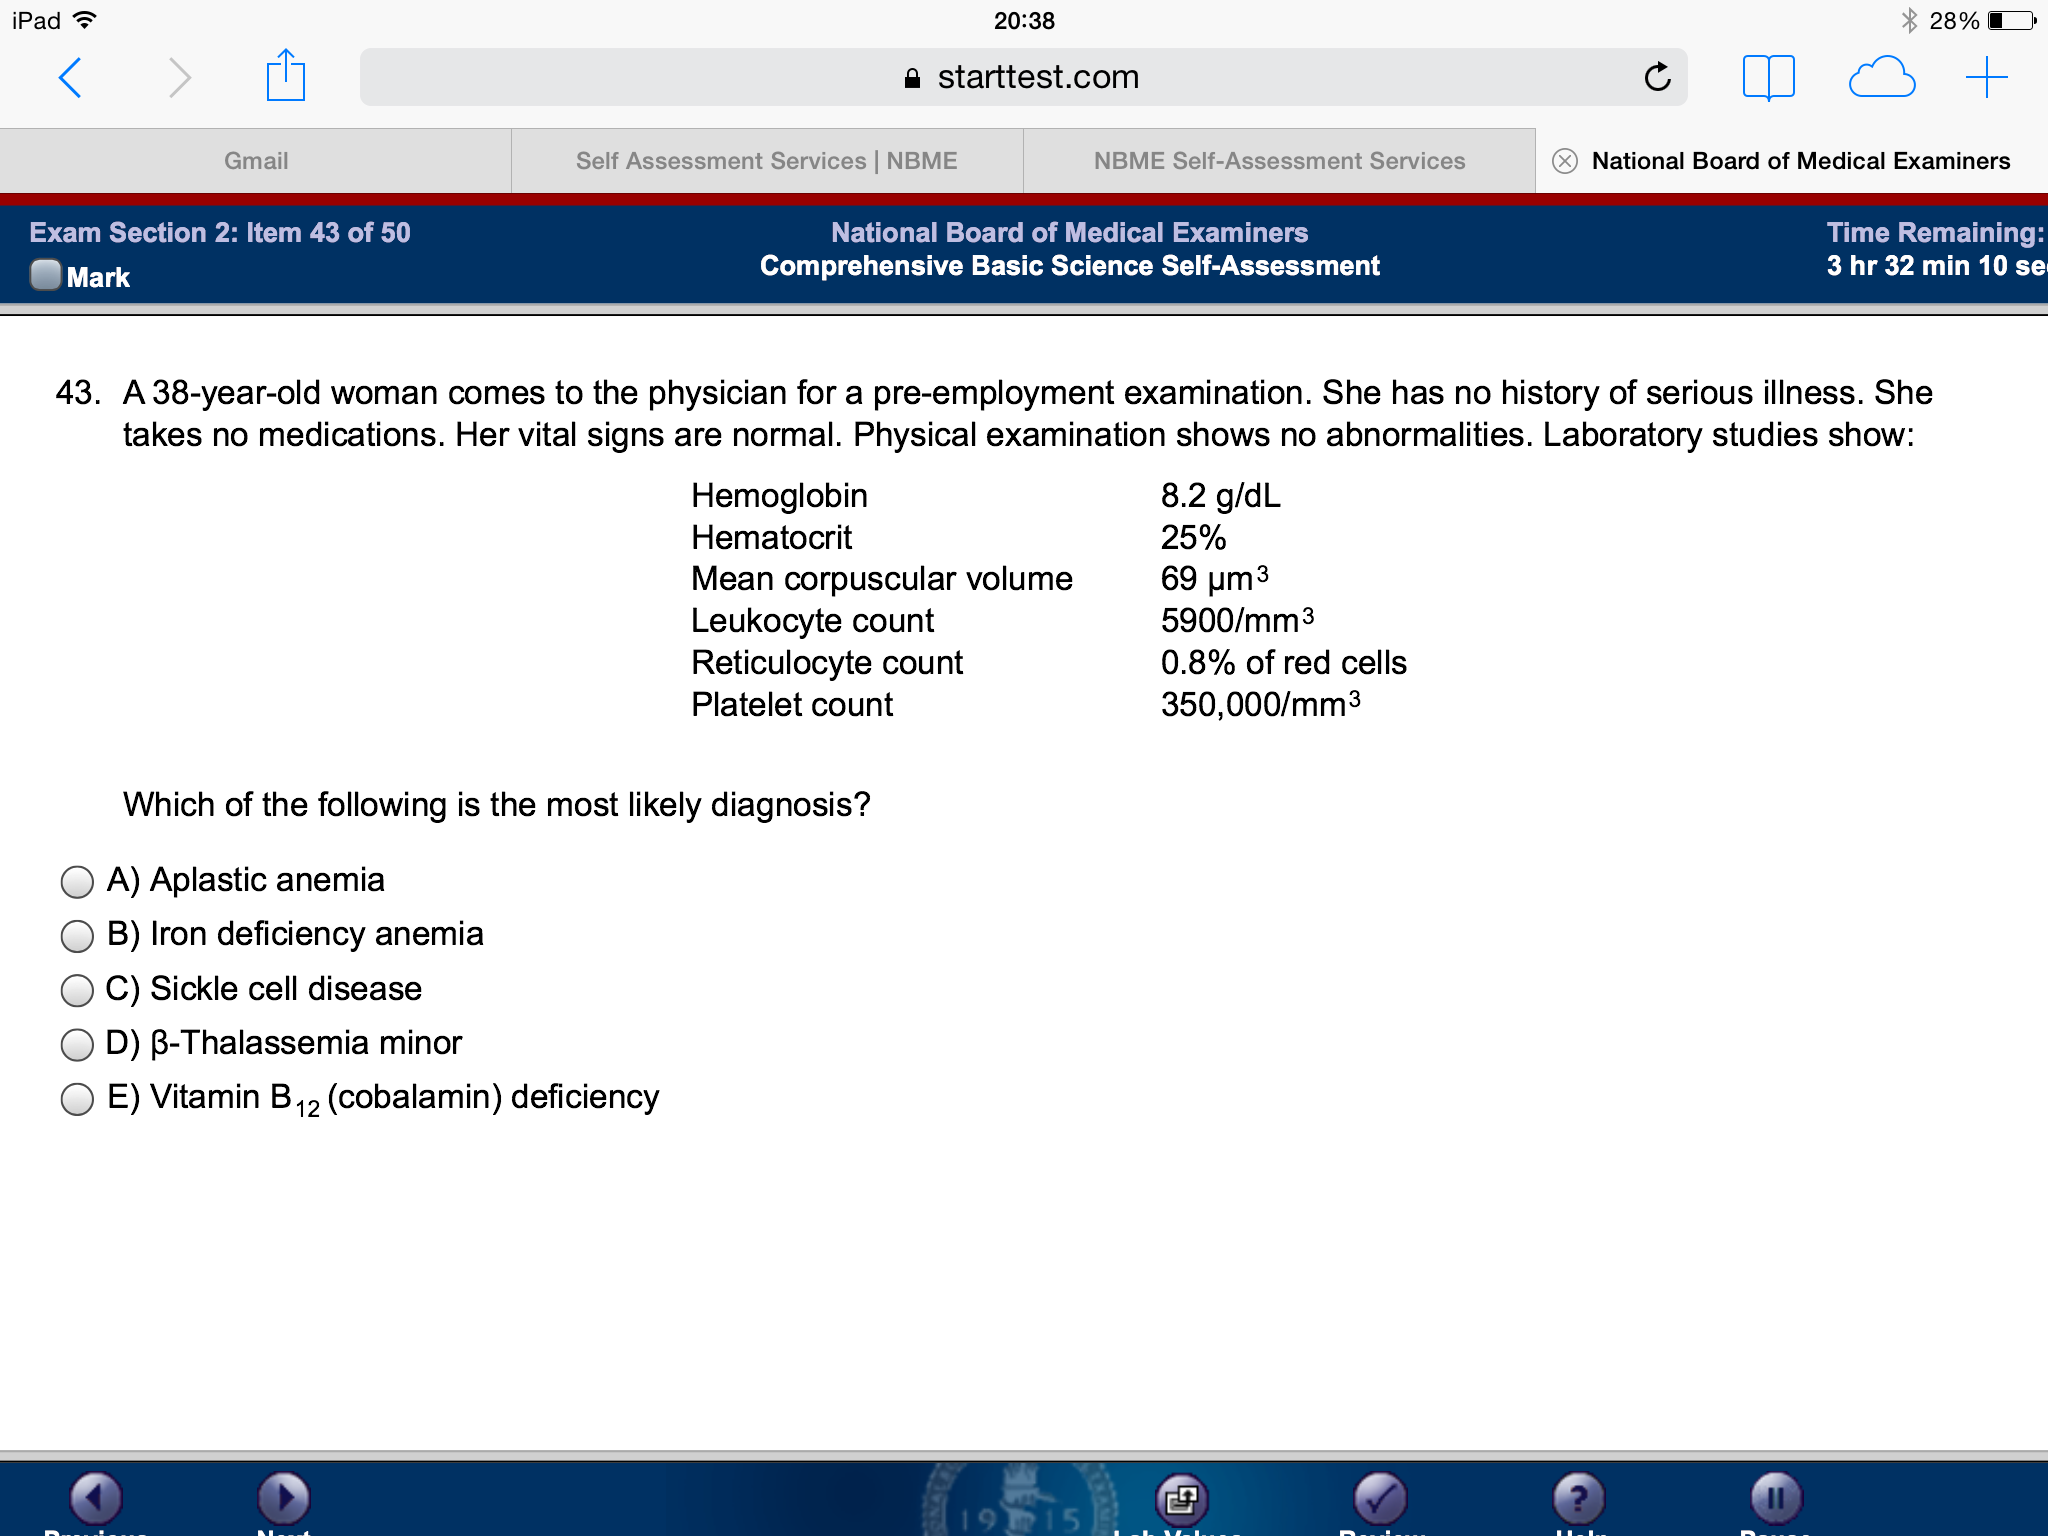 iPad
20:38
28%
starttest.com
Gmail
Self Assessment Services | NBME
NBME Self-Assessment Services
National Board of Medical Examiners
Exam Section 2: Item 43 of 50
National Board of Medical Examiners
Time Remaining:
Mark
Comprehensive Basic Science Self-Assessment
3 hr 32 min 10 se
43. A 38-year-old woman comes to the physician for a pre-employment examination. She has no history of serious illness. She
takes no medications. Her vital signs are normal. Physical examination shows no abnormalities. Laboratory studies show:
Hemoglobin 8.2 g/dL
Hematocrit 25%
Mean corpuscular volume 69 µm³
Leukocyte count 5900/mm³
Reticulocyte count 0.8% of red cells
Platelet count 350,000/mm³
Which of the following is the most likely diagnosis?
A) Aplastic anemia
B) Iron deficiency anemia
C) Sickle cell disease
D) β-Thalassemia minor
E) Vitamin B₁₂ (cobalamin) deficiency
1915